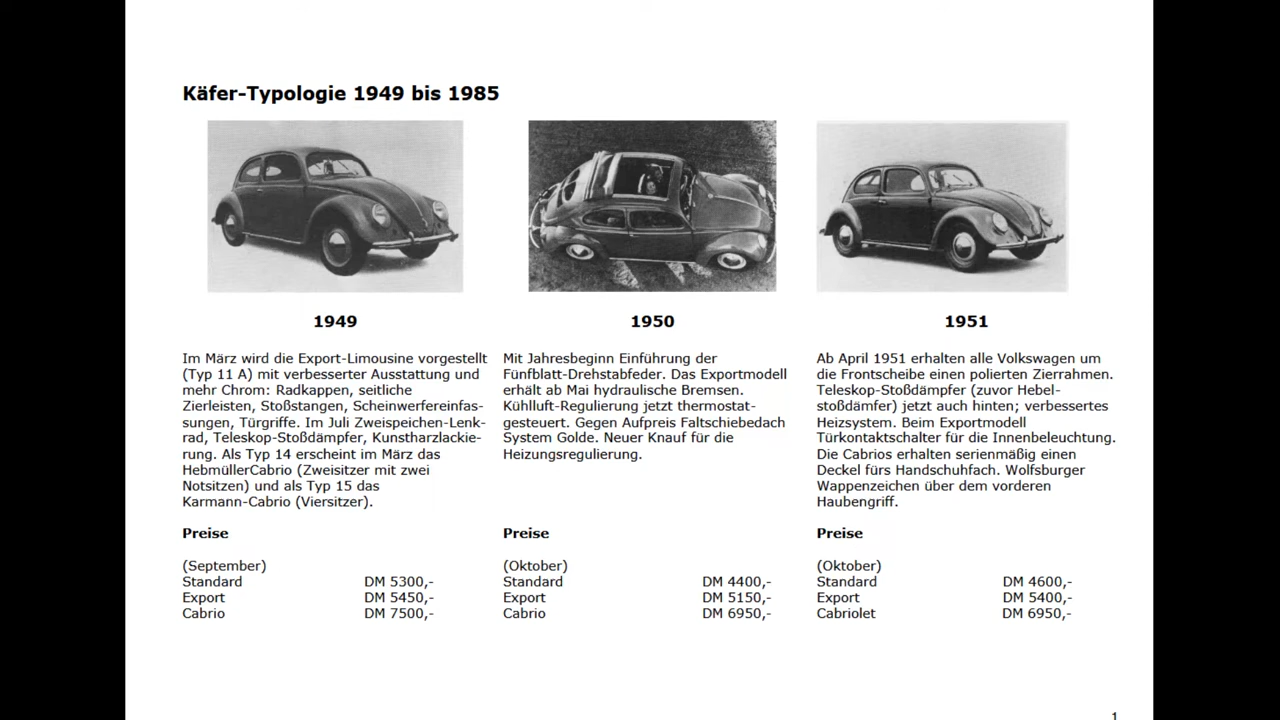 Käfer-Typologie 1949 bis 1985
1949
Im März wird die Export-Limousine vorgestellt
(Typ 11 A) mit verbesserter Ausstattung und
mehr Chrom: Radkappen, seitliche
Zierleisten, Stoßstangen, Scheinwerfereinfas-
sungen, Türgriffe. Im Juli Zweispeichen-Lenk-
rad, Teleskop-Stoßdämpfer, Kunstharzlackie-
rung. Als Typ 14 erscheint im März das
HebmüllerCabrio (Zweisitzer mit zwei
Notsitzen) und als Typ 15 das
Karmann-Cabrio (Viersitzer).
Preise
(September)
Standard DM 5300,-
Export DM 5450,-
Cabrio DM 7500,-
1950
Mit Jahresbeginn Einführung der
Fünfblatt-Drehstabfeder. Das Exportmodell
erhält ab Mai hydraulische Bremsen.
Kühlluft-Regulierung jetzt thermostat-
gesteuert. Gegen Aufpreis Faltschiebedach
System Golde. Neuer Knauf für die
Heizungsregulierung.
Preise
(Oktober)
Standard DM 4400,-
Export DM 5150,-
Cabrio DM 6950,-
1951
Ab April 1951 erhalten alle Volkswagen um
die Frontscheibe einen polierten Zierrahmen.
Teleskop-Stoßdämpfer (zuvor Hebel-
stoßdämfer) jetzt auch hinten; verbessertes
Heizsystem. Beim Exportmodell
Türkontaktschalter für die Innenbeleuchtung.
Die Cabrios erhalten serienmäßig einen
Deckel fürs Handschuhfach. Wolfsburger
Wappenzeichen über dem vorderen
Haubengriff.
Preise
(Oktober)
Standard DM 4600,-
Export DM 5400,-
Cabriolet DM 6950,-
1